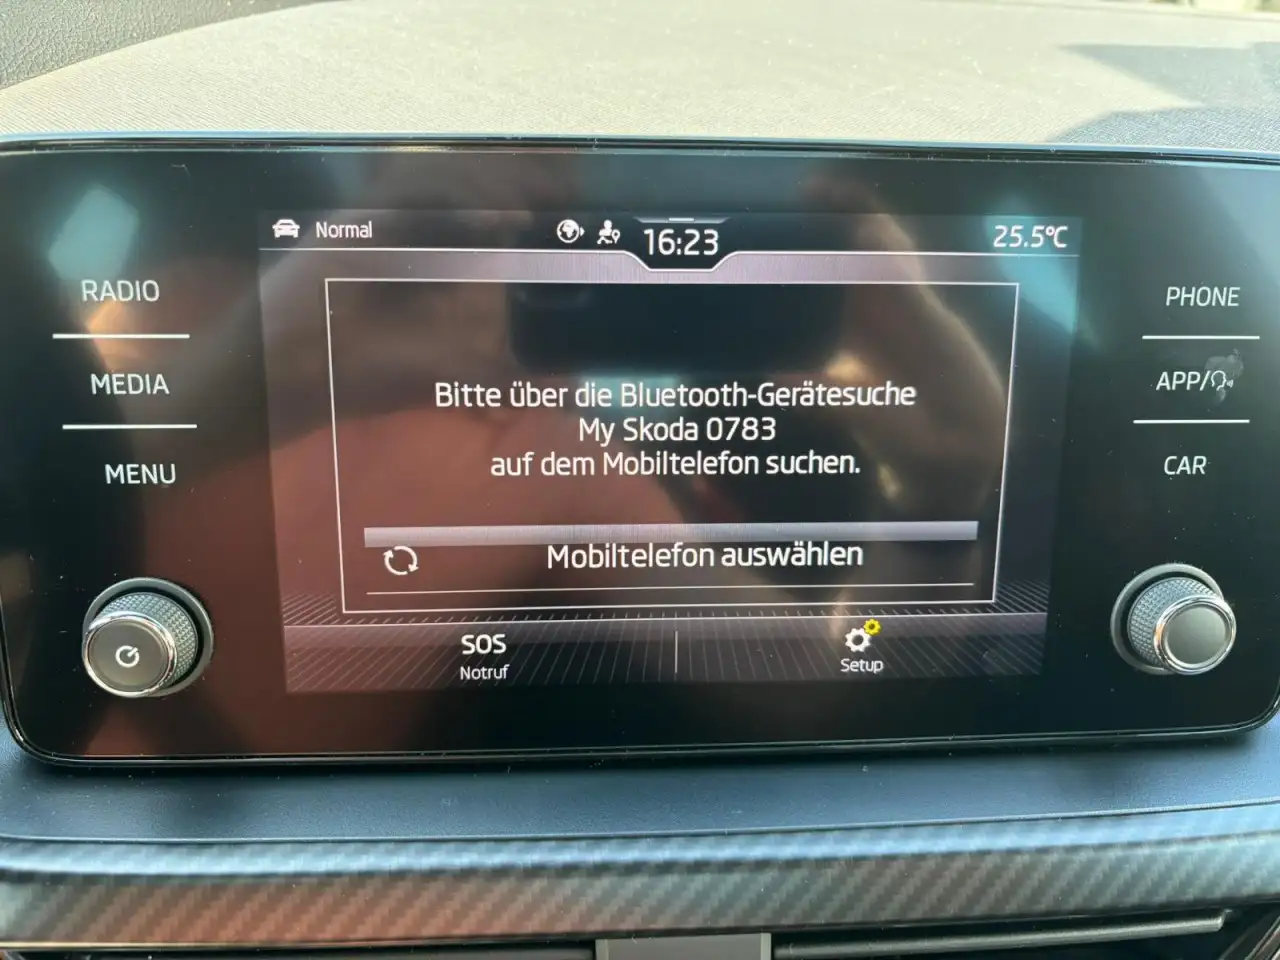 Normal
16:23
25.5°C
RADIO
MEDIA
MENU
Bitte über die Bluetooth-Gerätesuche
My Skoda 0783
auf dem Mobiltelefon suchen.
Mobiltelefon auswählen
SOS
Notruf
Setup
PHONE
APP/
CAR